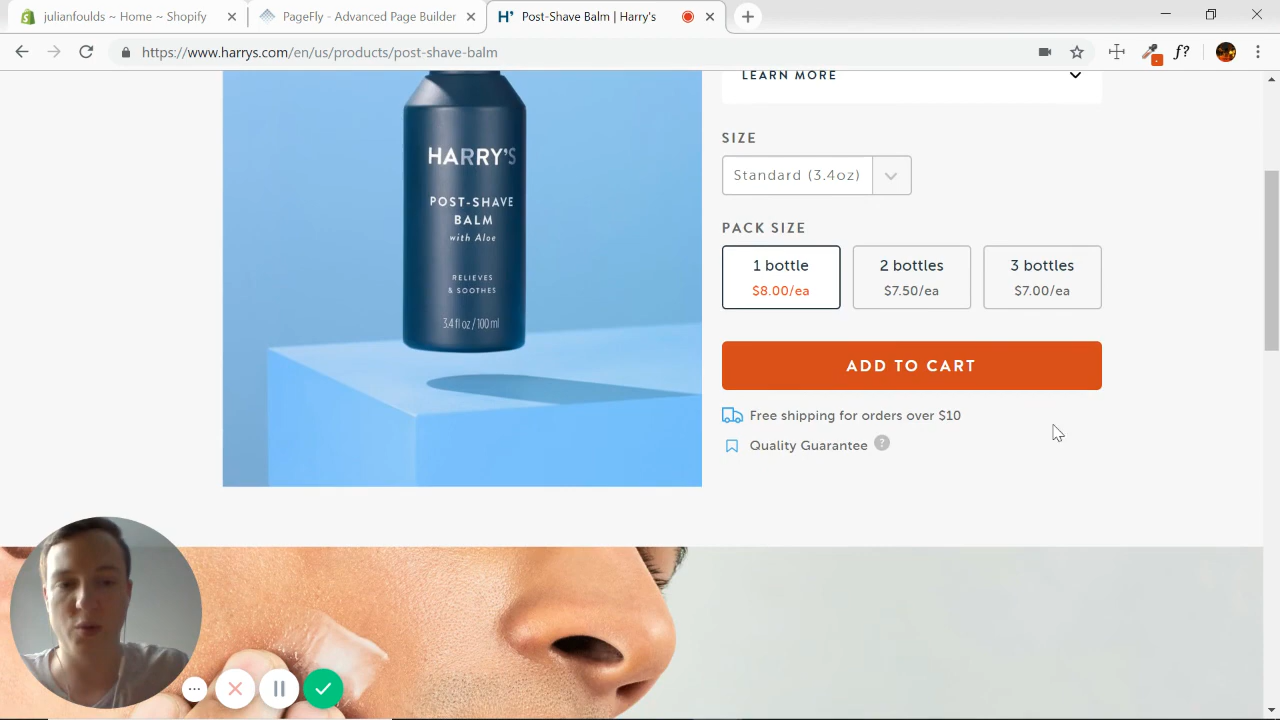 julianfoulds ~ Home ~ Shopify
PageFly - Advanced Page Builder
H' Post-Shave Balm | Harry's
https://www.harrys.com/en/us/products/post-shave-balm
f?
LEARN MORE
HARRY'S
POST-SHAVE
BALM
with Aloe
RELIEVES
& SOOTHES
3.4 fl oz / 100 ml
SIZE
Standard (3.4oz)
PACK SIZE
1 bottle
$8.00/ea
2 bottles
$7.50/ea
3 bottles
$7.00/ea
ADD TO CART
Free shipping for orders over $10
Quality Guarantee ?